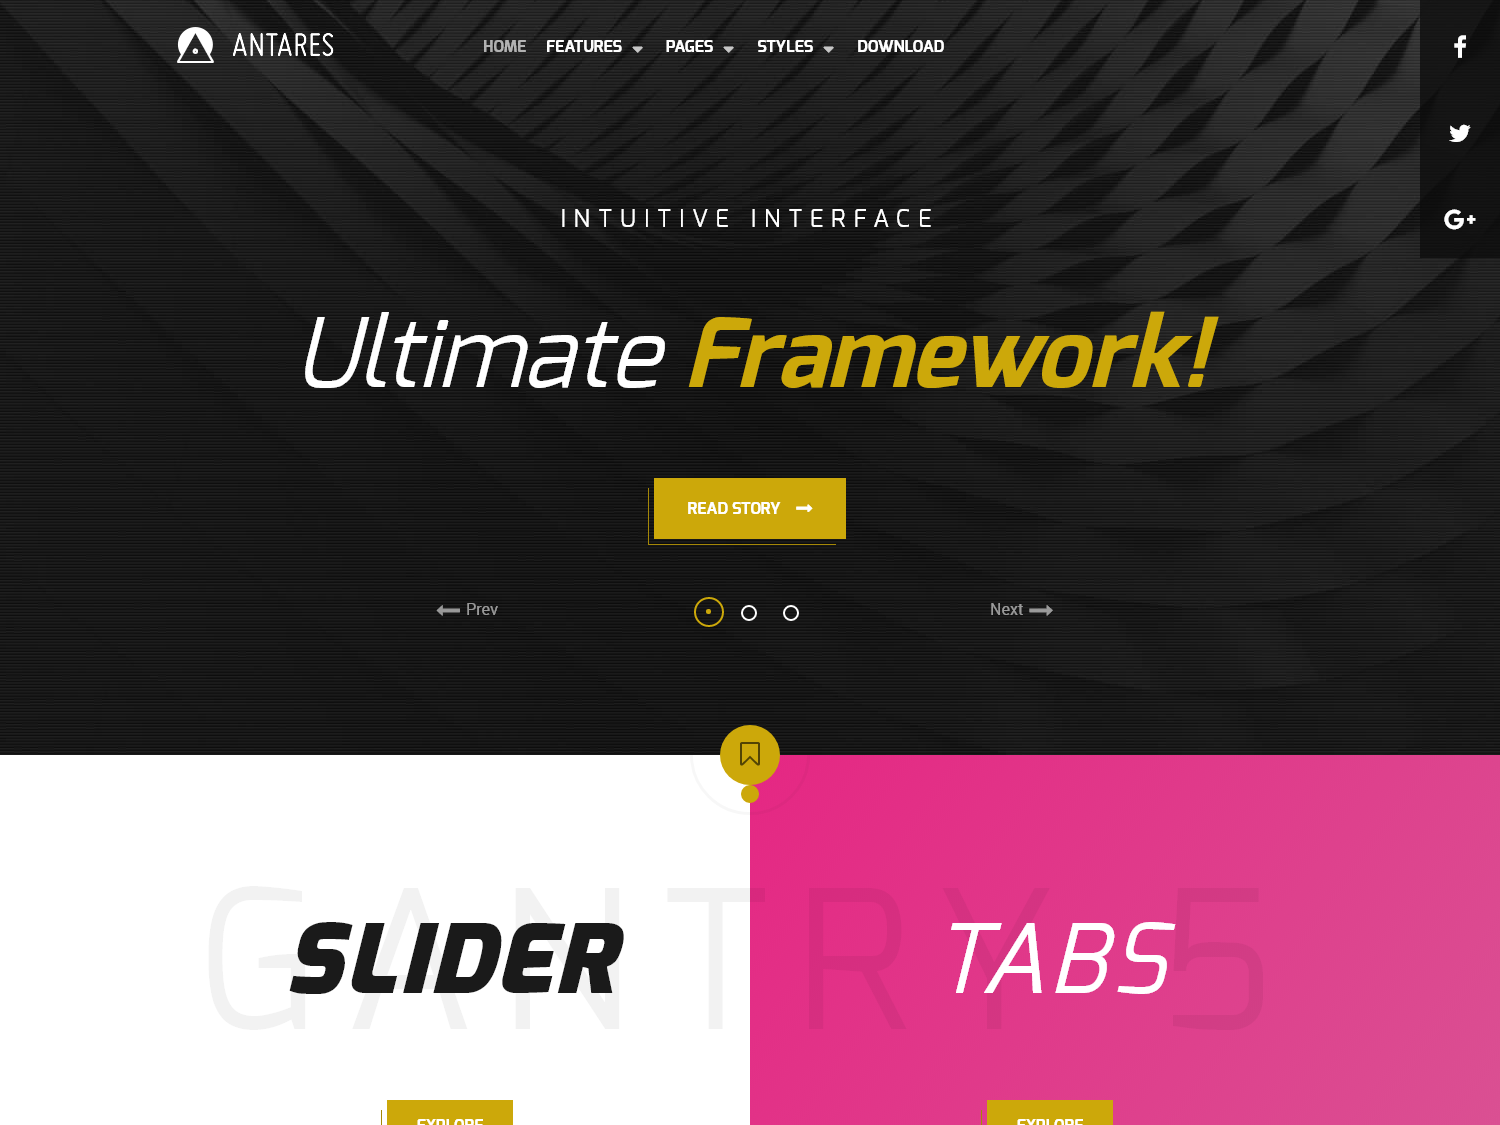 ANTARES
HOME FEATURES PAGES STYLES DOWNLOAD
INTUITIVE INTERFACE
Ultimate Framework!
READ STORY
Prev
Next
GANTRY 5
SLIDER
TABS
EXPLORE
EXPLORE